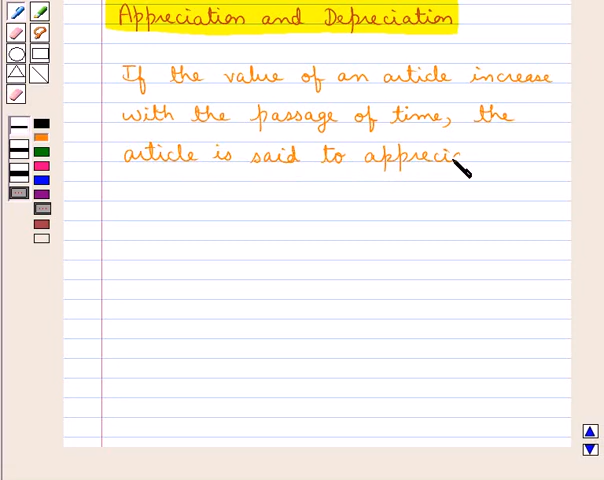 Appreciation and Depreciation
If the value of an article increase
with the passage of time, the
article is said to apprecia